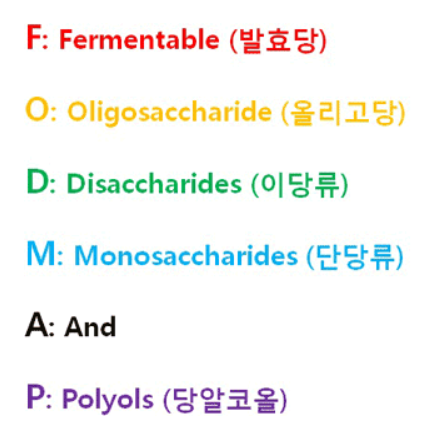 F: Fermentable (발효당)
O: Oligosaccharide (올리고당)
D: Disaccharides (이당류)
M: Monosaccharides (단당류)
A: And
P: Polyols (당알코올)